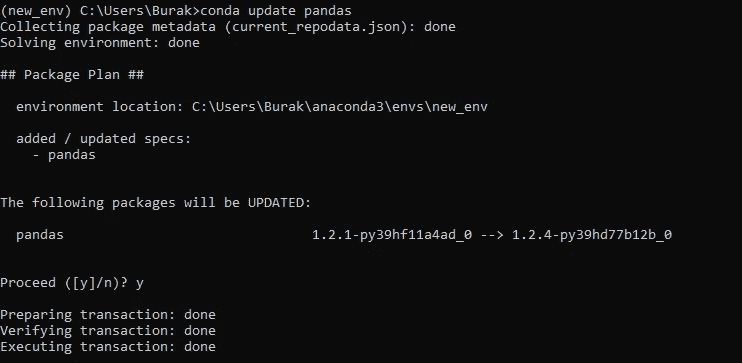 (new_env) C:\Users\Burak>conda update pandas
Collecting package metadata (current_repodata.json): done
Solving environment: done
## Package Plan ##
environment location: C:\Users\Burak\anaconda3\envs\new_env
added / updated specs:
- pandas
The following packages will be UPDATED:
pandas 1.2.1-py39hf11a4ad_0 --> 1.2.4-py39hd77b12b_0
Proceed ([y]/n)? y
Preparing transaction: done
Verifying transaction: done
Executing transaction: done